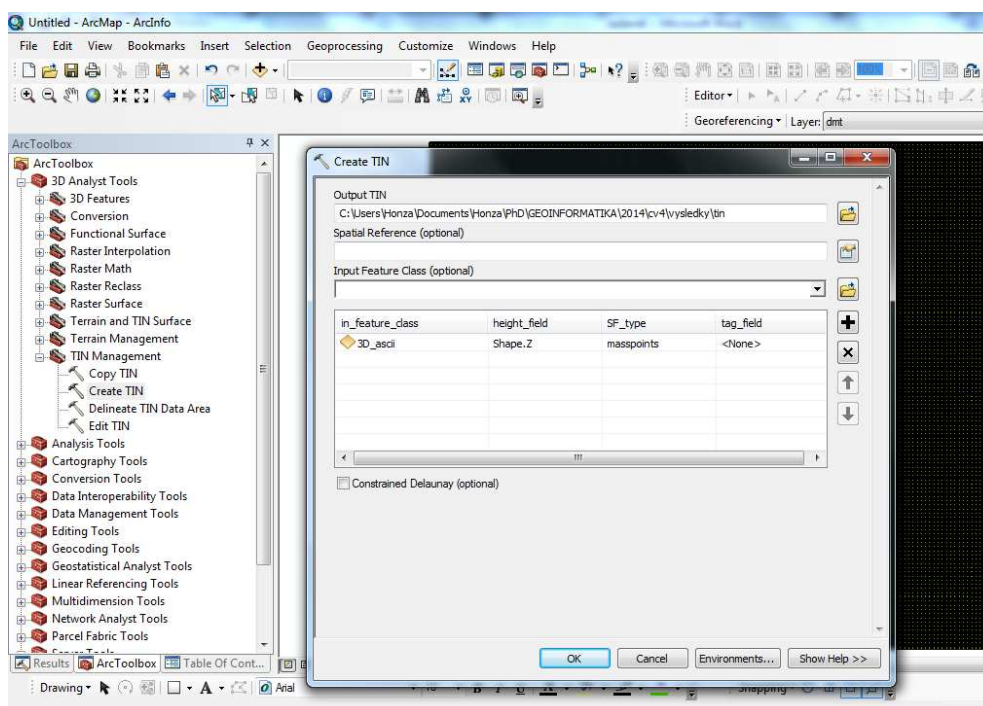 Untitled - ArcMap - ArcInfo
File Edit View Bookmarks Insert Selection Geoprocessing Customize Windows Help
Editor
Georeferencing Layer: dmt
ArcToolbox
ArcToolbox
3D Analyst Tools
3D Features
Conversion
Functional Surface
Raster Interpolation
Raster Math
Raster Reclass
Raster Surface
Terrain and TIN Surface
Terrain Management
TIN Management
Copy TIN
Create TIN
Delineate TIN Data Area
Edit TIN
Analysis Tools
Cartography Tools
Conversion Tools
Data Interoperability Tools
Data Management Tools
Editing Tools
Geocoding Tools
Geostatistical Analyst Tools
Linear Referencing Tools
Multidimension Tools
Network Analyst Tools
Parcel Fabric Tools
Results ArcToolbox Table Of Cont...
Create TIN
Output TIN
C:\Users\Honza\Documents\Honza\PhD\GEOINFORMATIKA\2014\cv4\vysledky\tin
Spatial Reference (optional)
Input Feature Class (optional)
in_feature_class height_field SF_type tag_field
3D_ascii Shape.Z masspoints <None>
Constrained Delaunay (optional)
OK Cancel Environments... Show Help >>
Drawing A Arial 10 B I U A Snapping